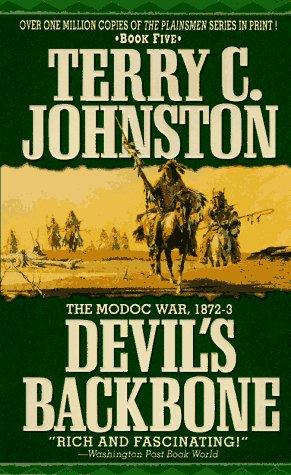 OVER ONE MILLION COPIES OF THE PLAINSMEN SERIES IN PRINT!
•BOOK FIVE•
TERRY C.
JOHNSTON
THE MODOC WAR, 1872-3
DEVIL'S
BACKBONE
"RICH AND FASCINATING!"
—Washington Post Book World